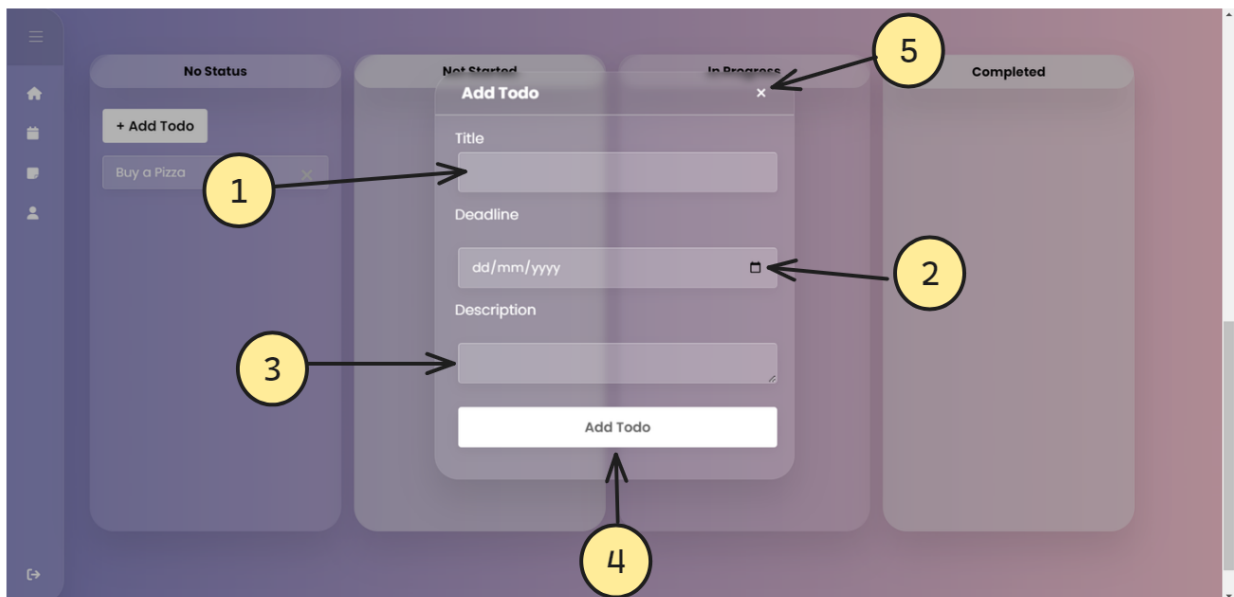 No Status
Not Started
In Progress
Completed
+ Add Todo
Buy a Pizza
Add Todo
Title
Deadline
dd/mm/yyyy
Description
Add Todo
1
2
3
4
5